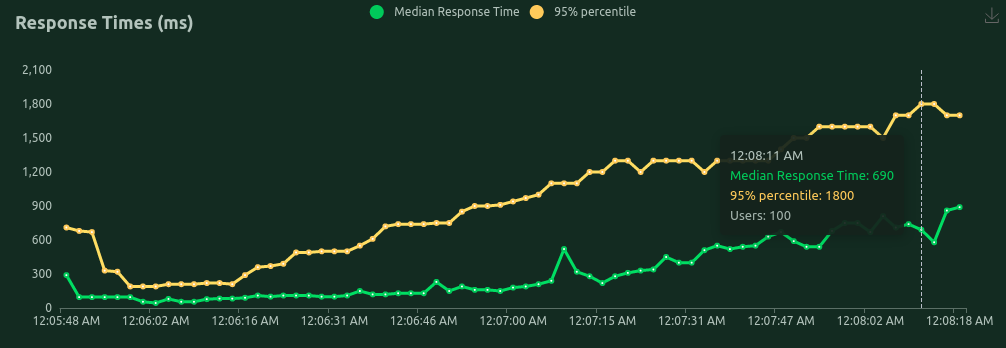 Response Times (ms)
Median Response Time
95% percentile
2,100
1,800
1,500
1,200
900
600
300
0
12:08:11 AM
Median Response Time: 690
95% percentile: 1800
Users: 100
12:05:48 AM
12:06:02 AM
12:06:16 AM
12:06:31 AM
12:06:46 AM
12:07:00 AM
12:07:15 AM
12:07:31 AM
12:07:47 AM
12:08:02 AM
12:08:18 AM